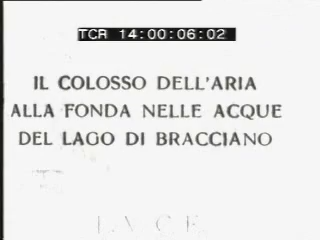 TCR 14:00:06:02
IL COLOSSO DELL'ARIA
ALLA FONDA NELLE ACQUE
DEL LAGO DI BRACCIANO